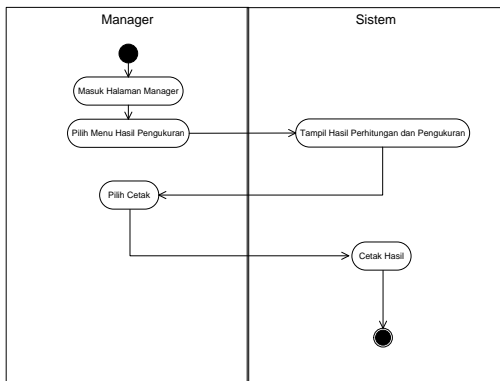 Manager
Sistem
Masuk Halaman Manager
Pilih Menu Hasil Pengukuran
Tampil Hasil Perhitungan dan Pengukuran
Pilih Cetak
Cetak Hasil